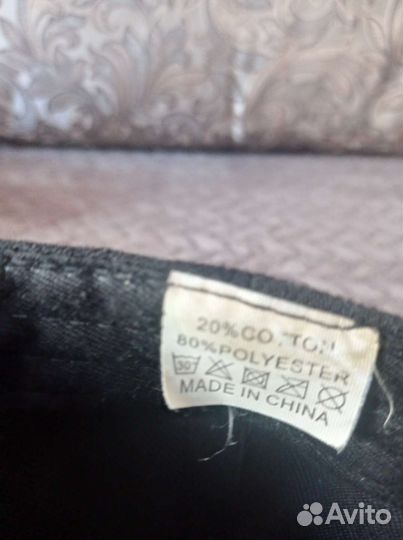 20%COTTON
80%POLYESTER
30°
MADE IN CHINA
Avito